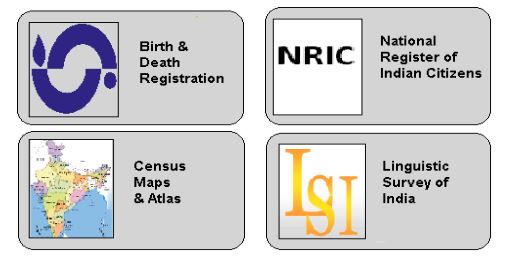 Birth &
Death
Registration
NRIC
National
Register of
Indian Citizens
Census
Maps
& Atlas
LSI
Linguistic
Survey of
India